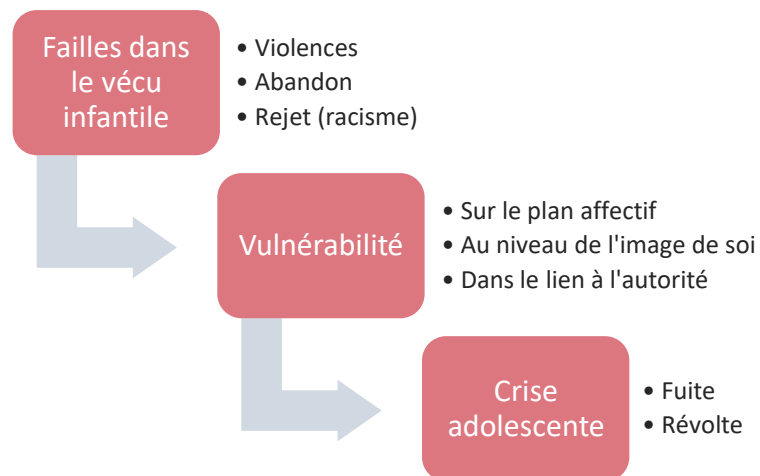 Failles dans
le vécu
infantile
• Violences
• Abandon
• Rejet (racisme)
Vulnérabilité
• Sur le plan affectif
• Au niveau de l'image de soi
• Dans le lien à l'autorité
Crise
adolescente
• Fuite
• Révolte